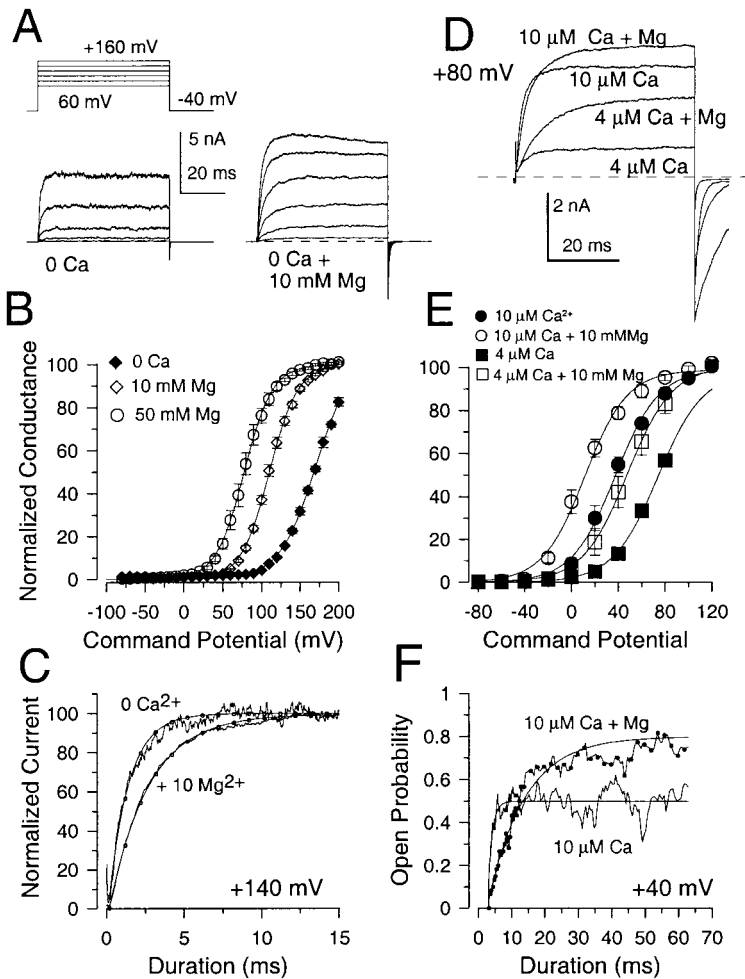 A
+160 mV
60 mV
-40 mV
5 nA
20 ms
0 Ca
0 Ca +
10 mM Mg
D
+80 mV
10 µM Ca + Mg
10 µM Ca
4 µM Ca + Mg
4 µM Ca
2 nA
20 ms
B
Normalized Conductance
100
80
60
40
20
0
0 Ca
10 mM Mg
50 mM Mg
-100 -50 0 50 100 150 200
Command Potential (mV)
E
10 µM Ca²⁺
10 µM Ca + 10 mMMg
4 µM Ca
4 µM Ca + 10 mM Mg
100
80
60
40
20
0
-80 -40 0 40 80 120
Command Potential
C
Normalized Current
100
80
60
40
20
0
0 Ca²⁺
+ 10 Mg²⁺
+140 mV
0 5 10 15
Duration (ms)
F
Open Probability
1
0.8
0.6
0.4
0.2
0
10 µM Ca + Mg
10 µM Ca
+40 mV
0 10 20 30 40 50 60 70
Duration (ms)